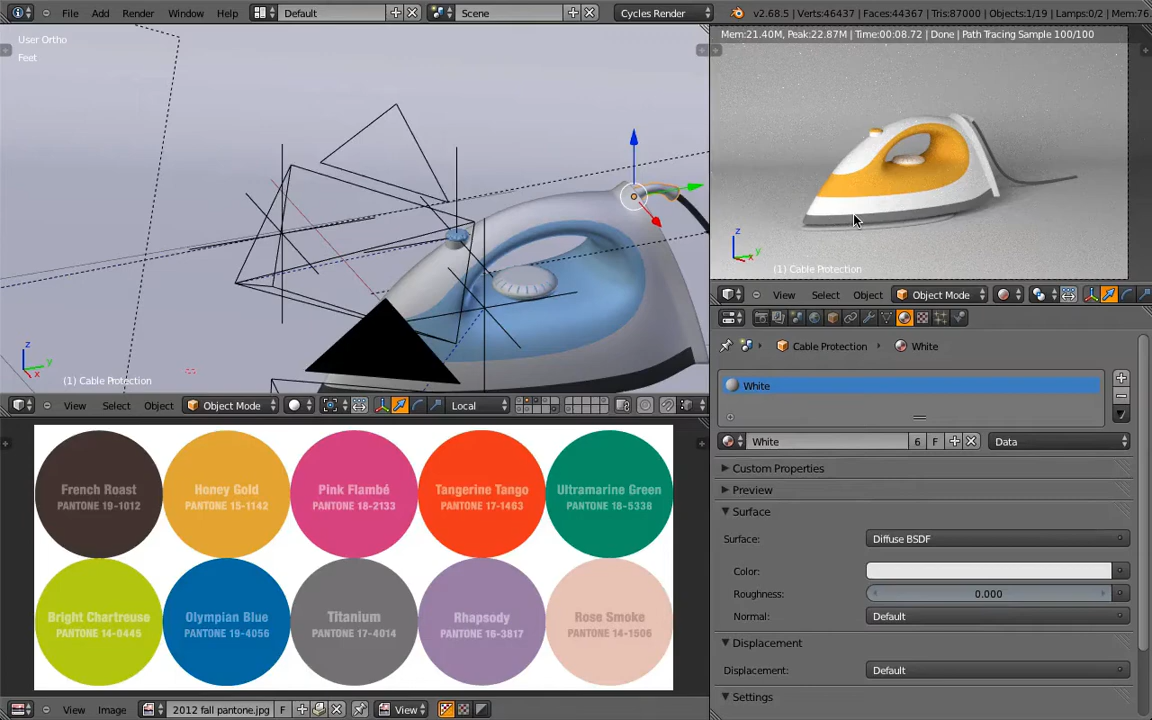 File Add Render Window Help Default Scene Cycles Render v2.68.5 | Verts:46437 | Faces:44367 | Tris:87000 | Objects:1/19 | Lamps:0/2 | Mem:76.
User Ortho
Feet
(1) Cable Protection
View Select Object Object Mode Local
Mem:21.40M, Peak:22.87M | Time:00:08.72 | Done | Path Tracing Sample 100/100
(1) Cable Protection
View Select Object Object Mode
Cable Protection White
White
White 6 F Data
Custom Properties
Preview
Surface
Surface: Diffuse BSDF
Color:
Roughness: 0.000
Normal: Default
Displacement
Displacement: Default
Settings
French Roast
PANTONE 19-1012
Honey Gold
PANTONE 15-1142
Pink Flambé
PANTONE 18-2133
Tangerine Tango
PANTONE 17-1463
Ultramarine Green
PANTONE 18-5338
Bright Chartreuse
PANTONE 14-0445
Olympian Blue
PANTONE 19-4056
Titanium
PANTONE 17-4014
Rhapsody
PANTONE 16-3817
Rose Smoke
PANTONE 14-1506
View Image 2012 fall pantone.jpg F View